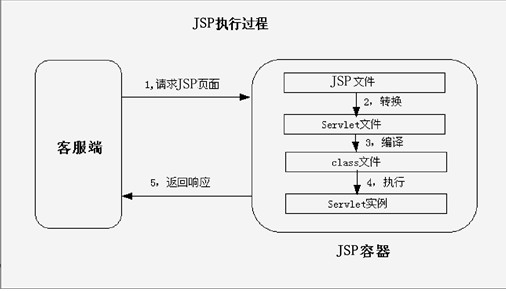 JSP执行过程
1,请求JSP页面
客服端
5，返回响应
JSP文件
2，转换
Servlet文件
3，编译
class文件
4，执行
Servlet实例
JSP容器